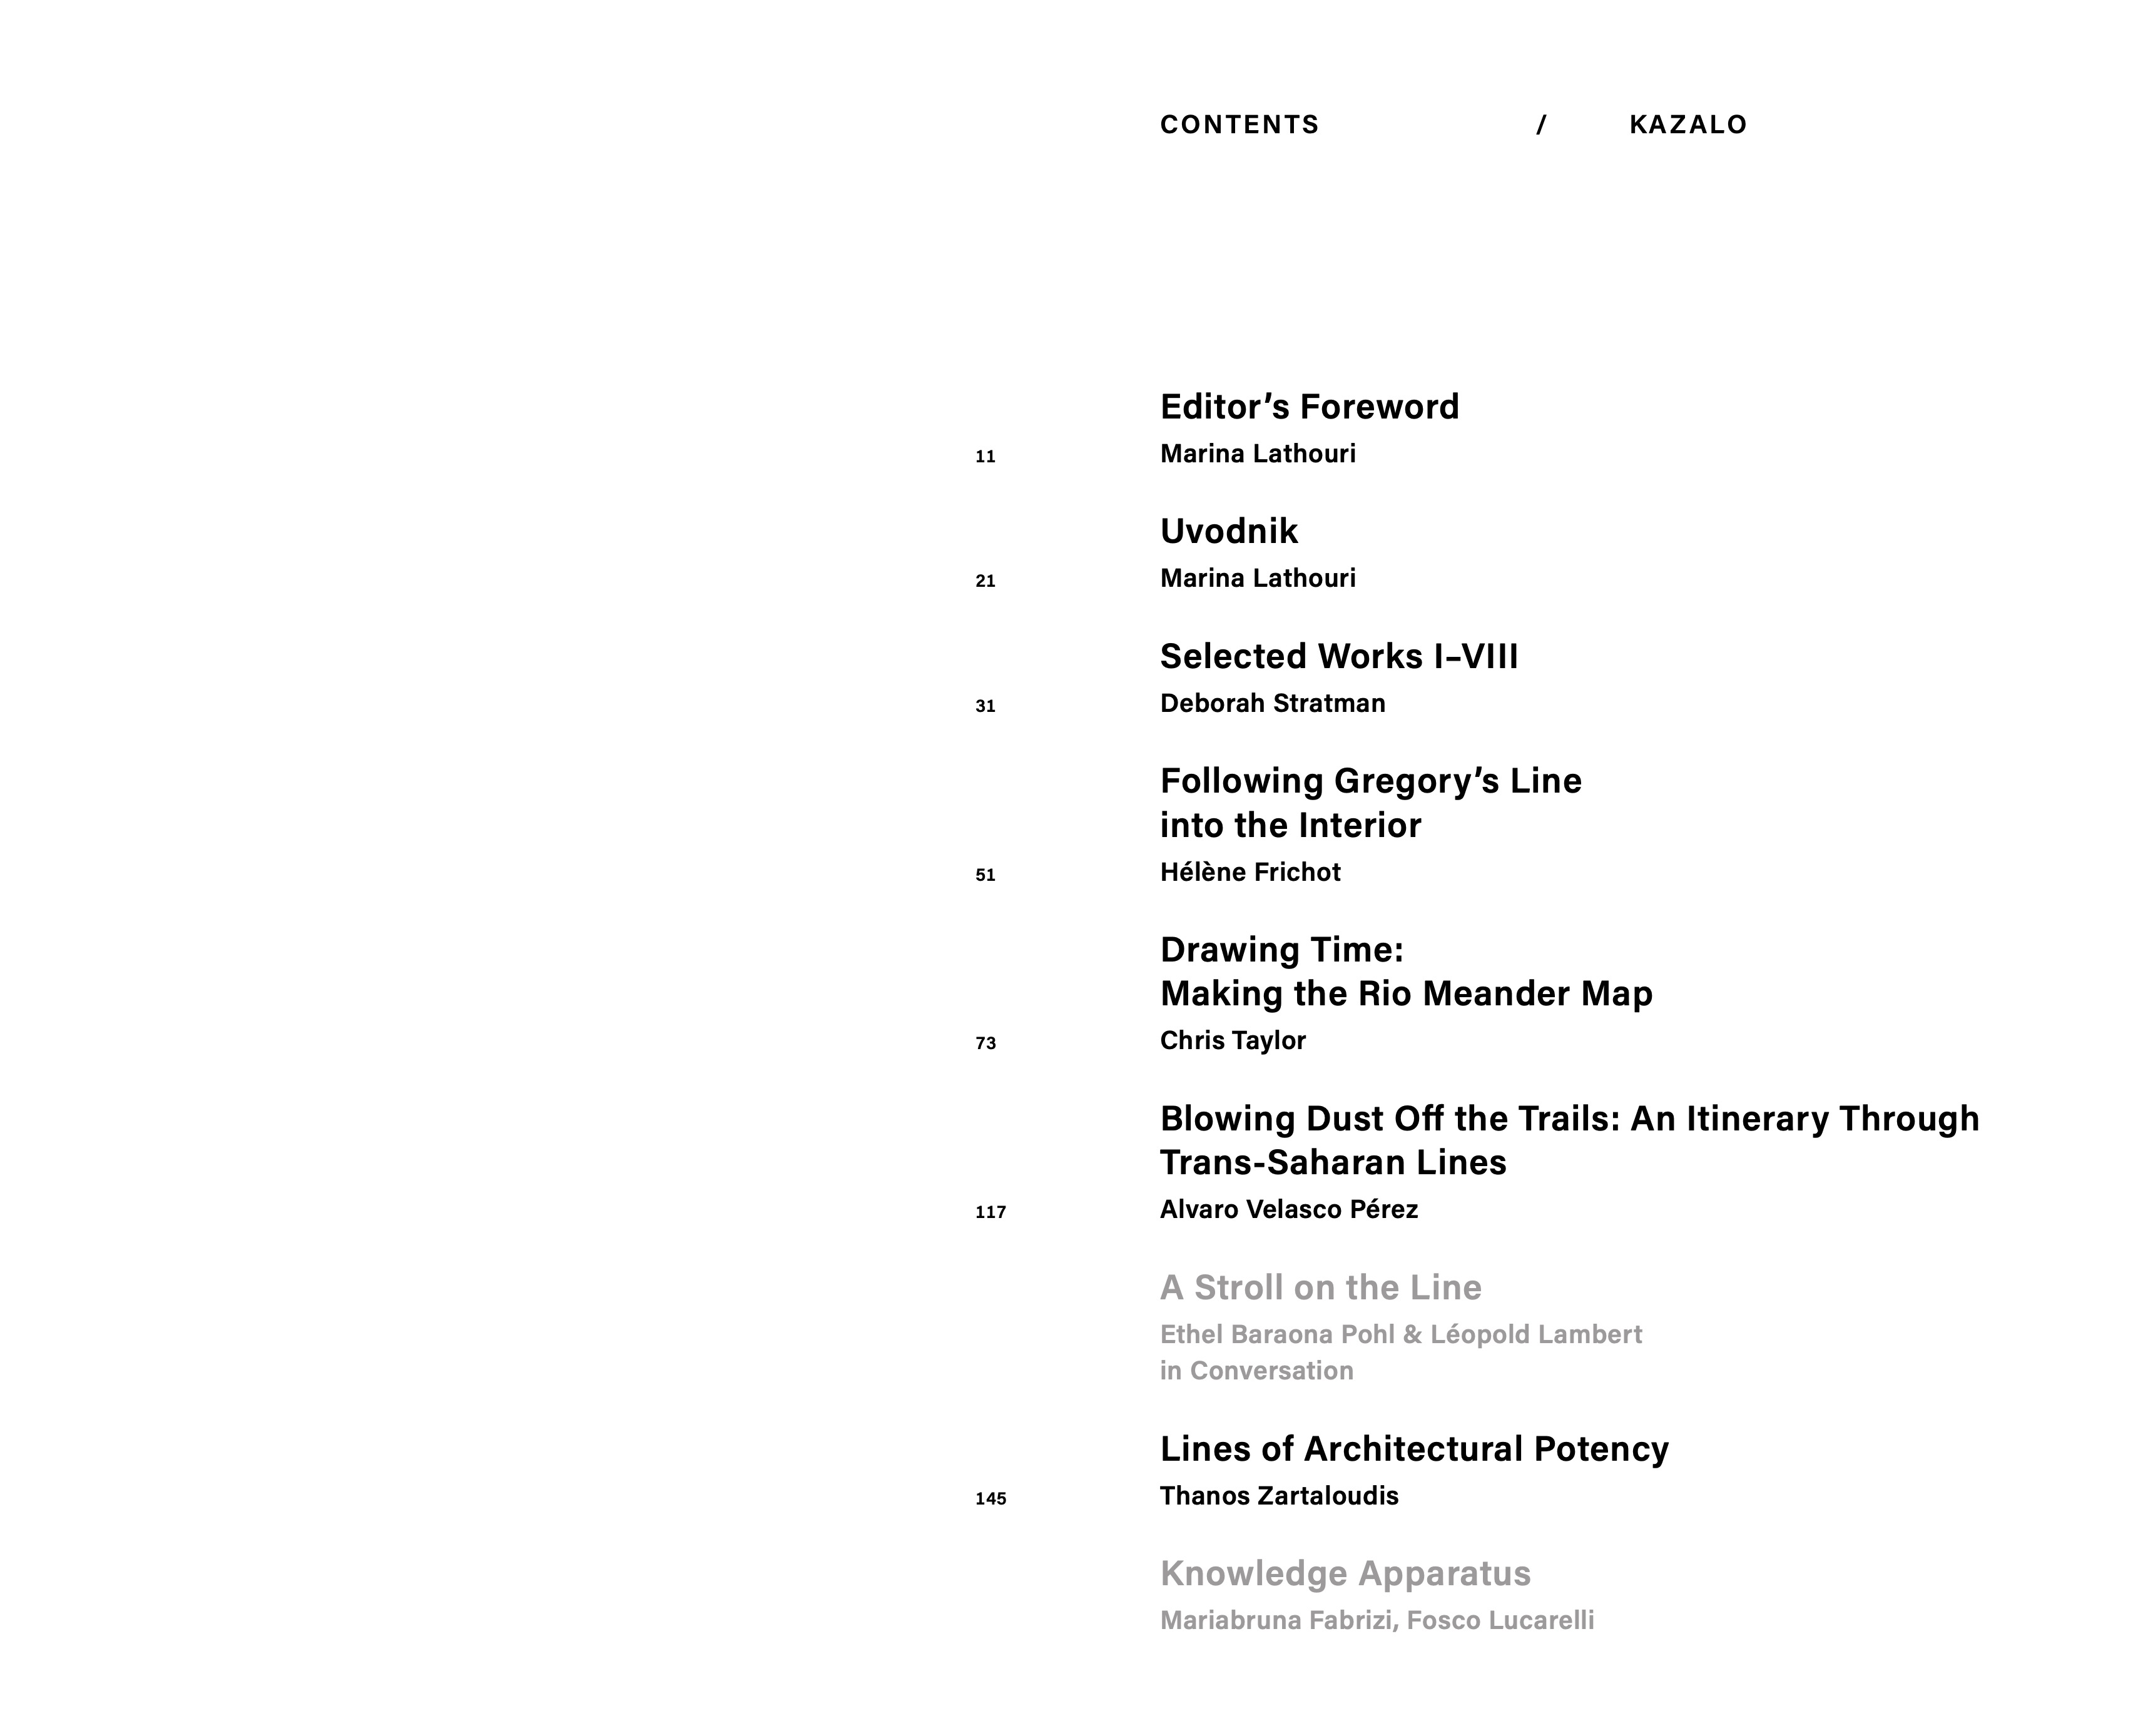 CONTENTS / KAZALO
Editor’s Foreword
11 Marina Lathouri
Uvodnik
21 Marina Lathouri
Selected Works I–VIII
31 Deborah Stratman
Following Gregory’s Line
into the Interior
51 Hélène Frichot
Drawing Time:
Making the Rio Meander Map
73 Chris Taylor
Blowing Dust Off the Trails: An Itinerary Through
Trans-Saharan Lines
117 Alvaro Velasco Pérez
A Stroll on the Line
Ethel Baraona Pohl & Léopold Lambert
in Conversation
Lines of Architectural Potency
145 Thanos Zartaloudis
Knowledge Apparatus
Mariabruna Fabrizi, Fosco Lucarelli